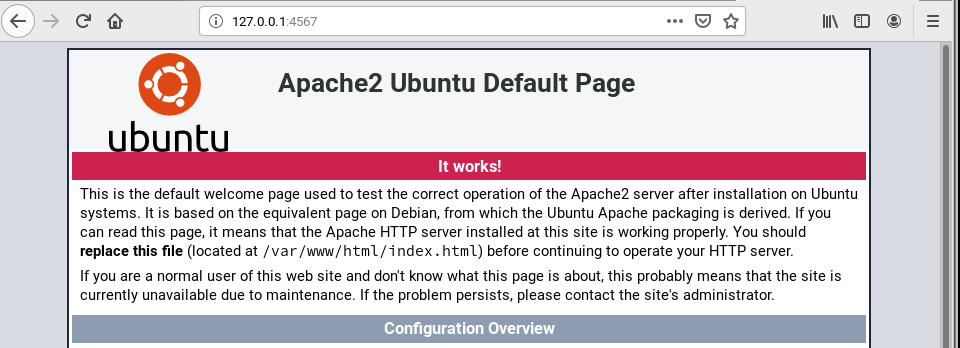 127.0.0.1:4567
Apache2 Ubuntu Default Page
ubuntu
It works!
This is the default welcome page used to test the correct operation of the Apache2 server after installation on Ubuntu
systems. It is based on the equivalent page on Debian, from which the Ubuntu Apache packaging is derived. If you
can read this page, it means that the Apache HTTP server installed at this site is working properly. You should
replace this file (located at /var/www/html/index.html) before continuing to operate your HTTP server.
If you are a normal user of this web site and don't know what this page is about, this probably means that the site is
currently unavailable due to maintenance. If the problem persists, please contact the site's administrator.
Configuration Overview